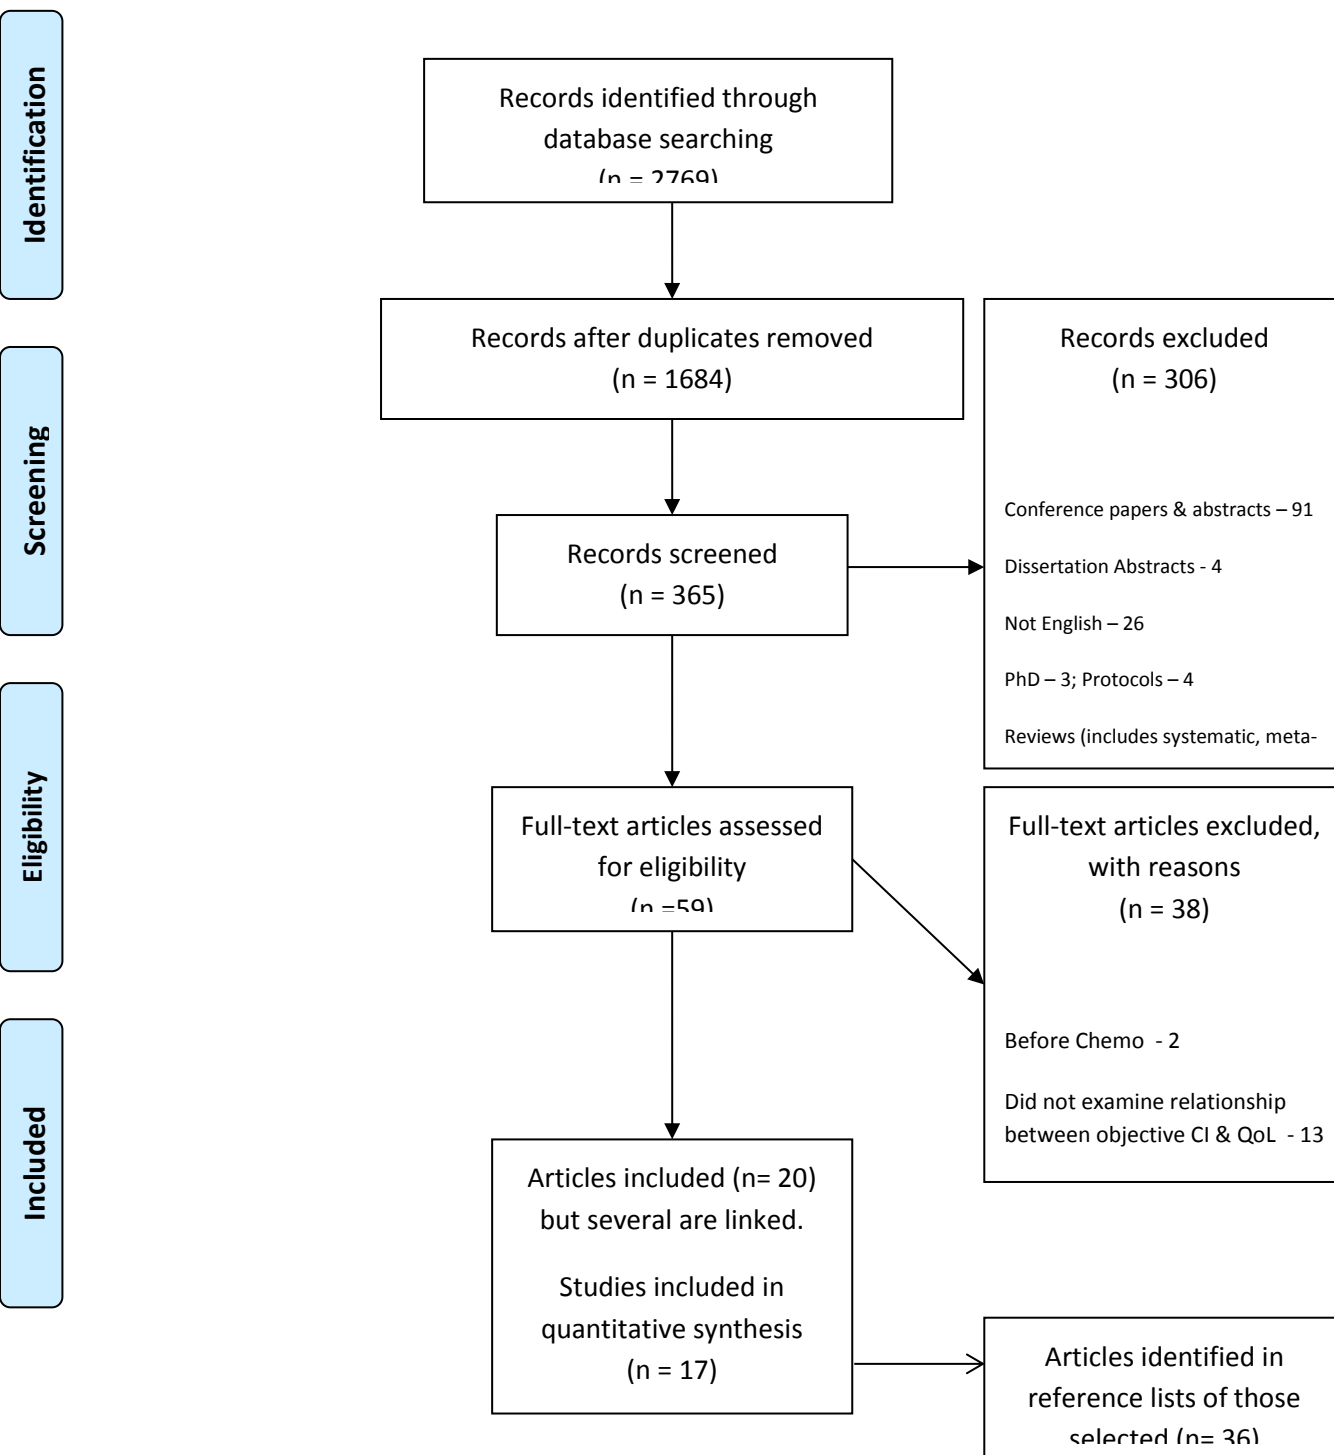 Identification
Records identified through
database searching
(n = 2769)
Records after duplicates removed
(n = 1684)
Records excluded
(n = 306)
Conference papers & abstracts – 91
Dissertation Abstracts - 4
Not English – 26
PhD – 3; Protocols – 4
Reviews (includes systematic, meta-
Screening
Records screened
(n = 365)
Eligibility
Full-text articles assessed
for eligibility
(n =59)
Full-text articles excluded,
with reasons
(n = 38)
Before Chemo - 2
Did not examine relationship
between objective CI & QoL - 13
Included
Articles included (n= 20)
but several are linked.
Studies included in
quantitative synthesis
(n = 17)
Articles identified in
reference lists of those
selected (n= 36)